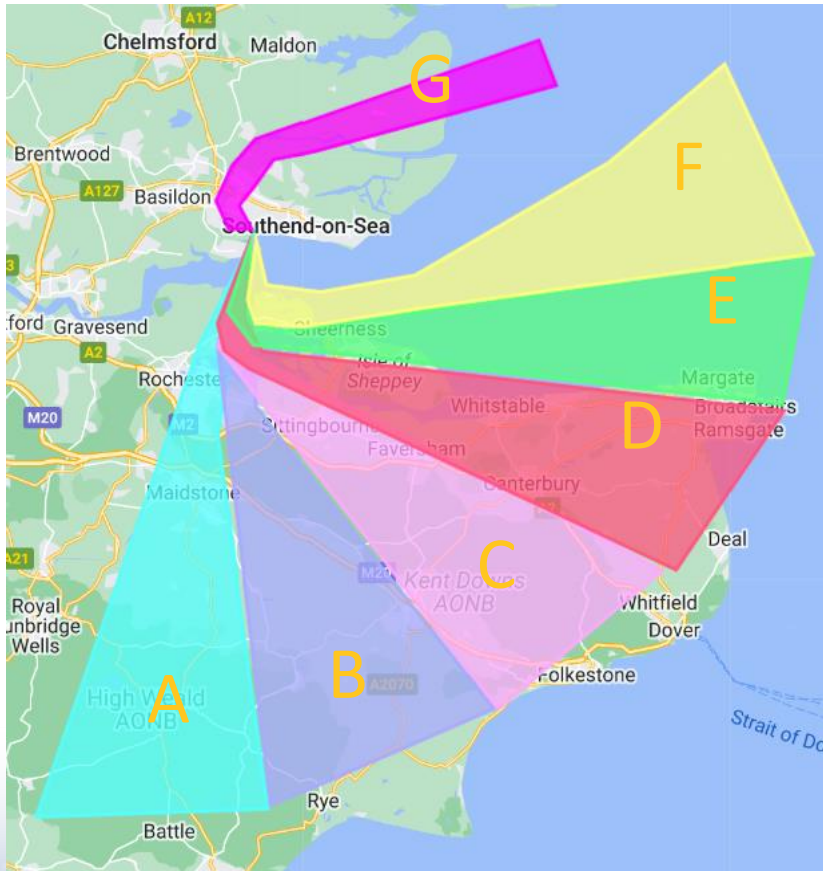 A12
Chelmsford
Maldon
G
Brentwood
F
A127
Basildon
Southend-on-Sea
3
E
Sheerness
tford
Gravesend
A2
Isle of
Sheppey
Margate
Rocheste
Broadstairs
Whitstable
M20
M2
D
Ramsgate
Sittingbourn
Faversham
Canterbury
Maidstone
Deal
A21
C
M20
Kent Downs
AONB
Royal
unbridge
Wells
Whitfield
Dover
B
A2070
Folkestone
High Weald
AONB
A
Strait of Do
Rye
Battle